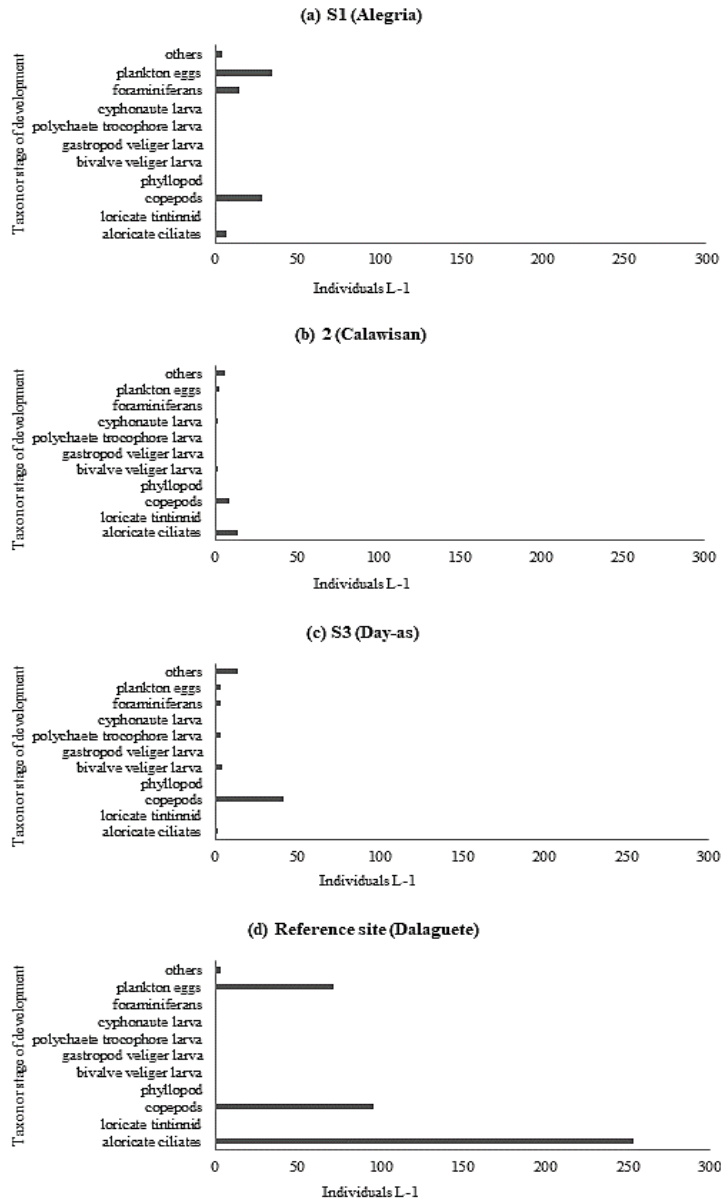 (a) S1 (Alegria)
Taxon or stage of development
others
plankton eggs
foraminiferans
cyphonaute larva
polychaete trocophore larva
gastropod veliger larva
bivalve veliger larva
phyllopod
copepods
loricate tintinnid
aloricate ciliates
0 50 100 150 200 250 300
Individuals L-1
(b) 2 (Calawisan)
Taxon or stage of development
others
plankton eggs
foraminiferans
cyphonaute larva
polychaete trocophore larva
gastropod veliger larva
bivalve veliger larva
phyllopod
copepods
loricate tintinnid
aloricate ciliates
0 50 100 150 200 250 300
Individuals L-1
(c) S3 (Day-as)
Taxon or stage of development
others
plankton eggs
foraminiferans
cyphonaute larva
polychaete trocophore larva
gastropod veliger larva
bivalve veliger larva
phyllopod
copepods
loricate tintinnid
aloricate ciliates
0 50 100 150 200 250 300
Individuals L-1
(d) Reference site (Dalaguete)
Taxon or stage of development
others
plankton eggs
foraminiferans
cyphonaute larva
polychaete trocophore larva
gastropod veliger larva
bivalve veliger larva
phyllopod
copepods
loricate tintinnid
aloricate ciliates
0 50 100 150 200 250 300
Individuals L-1